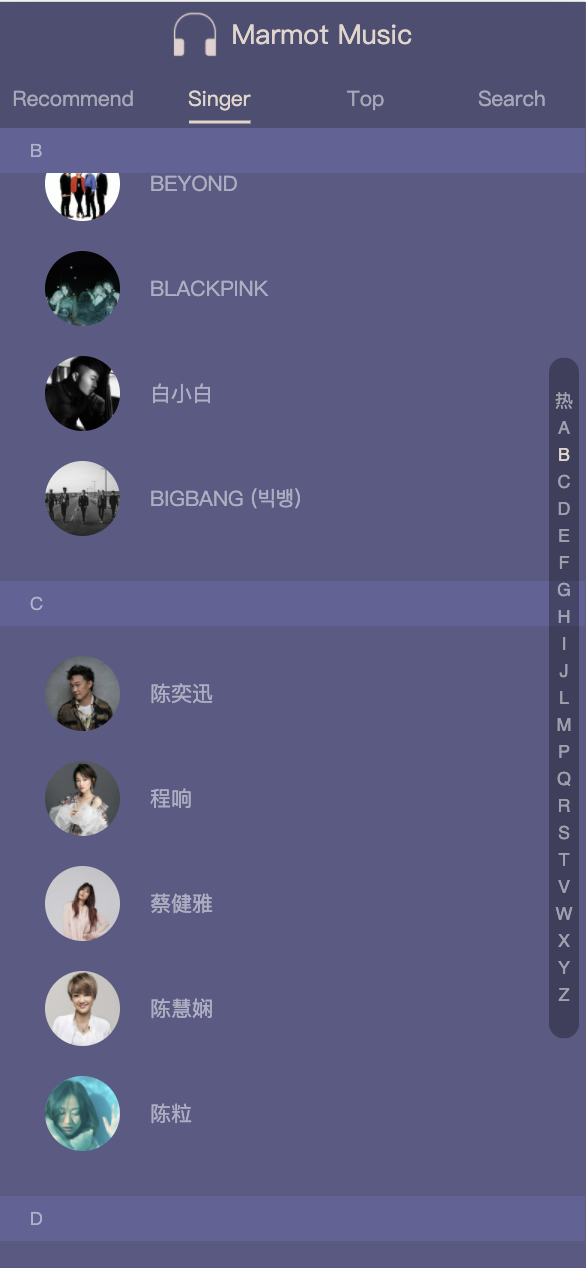 Marmot Music
Recommend
Singer
Top
Search
B
BEYOND
BLACKPINK
白小白
BIGBANG (빅뱅)
C
陈奕迅
程响
蔡健雅
陈慧娴
陈粒
D
热
A
B
C
D
E
F
G
H
I
J
L
M
P
Q
R
S
T
V
W
X
Y
Z